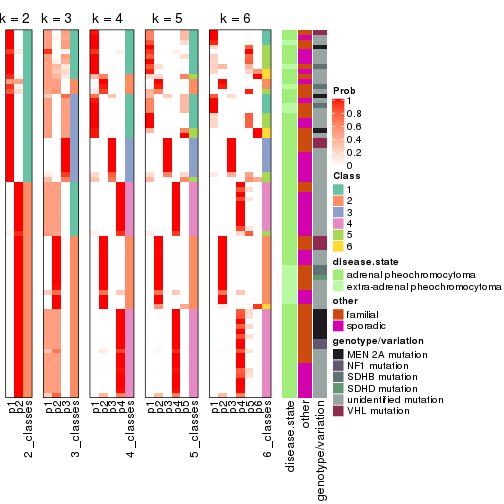 k = 2
k = 3
k = 4
k = 5
k = 6
Prob
1
0.8
0.6
0.4
0.2
0
Class
1
2
3
4
5
6
disease.state
adrenal pheochromocytoma
extra-adrenal pheochromocytoma
other
familial
sporadic
genotype/variation
MEN 2A mutation
NF1 mutation
SDHB mutation
SDHD mutation
unidentified mutation
VHL mutation
p1
p2
2_classes
p1
p2
p3
3_classes
p1
p2
p3
p4
4_classes
p1
p2
p3
p4
p5
5_classes
p1
p2
p3
p4
p5
p6
6_classes
disease.state
other
genotype/variation